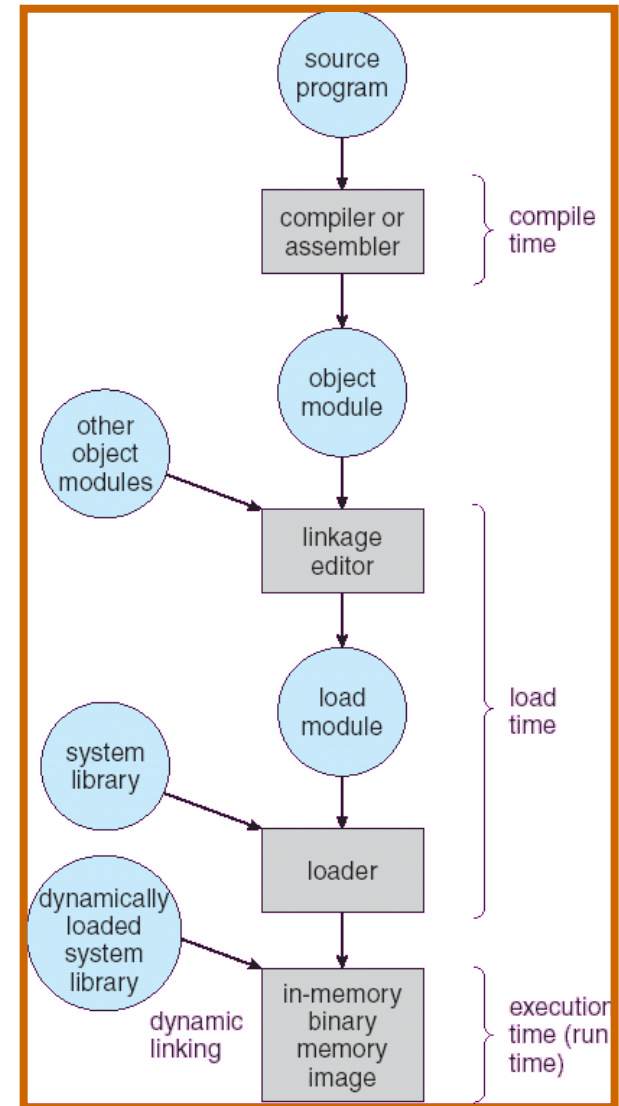 source
program
compiler or
assembler
compile
time
object
module
other
object
modules
linkage
editor
load
module
load
time
system
library
loader
dynamically
loaded
system
library
dynamic
linking
in-memory
binary
memory
image
execution
time (run
time)